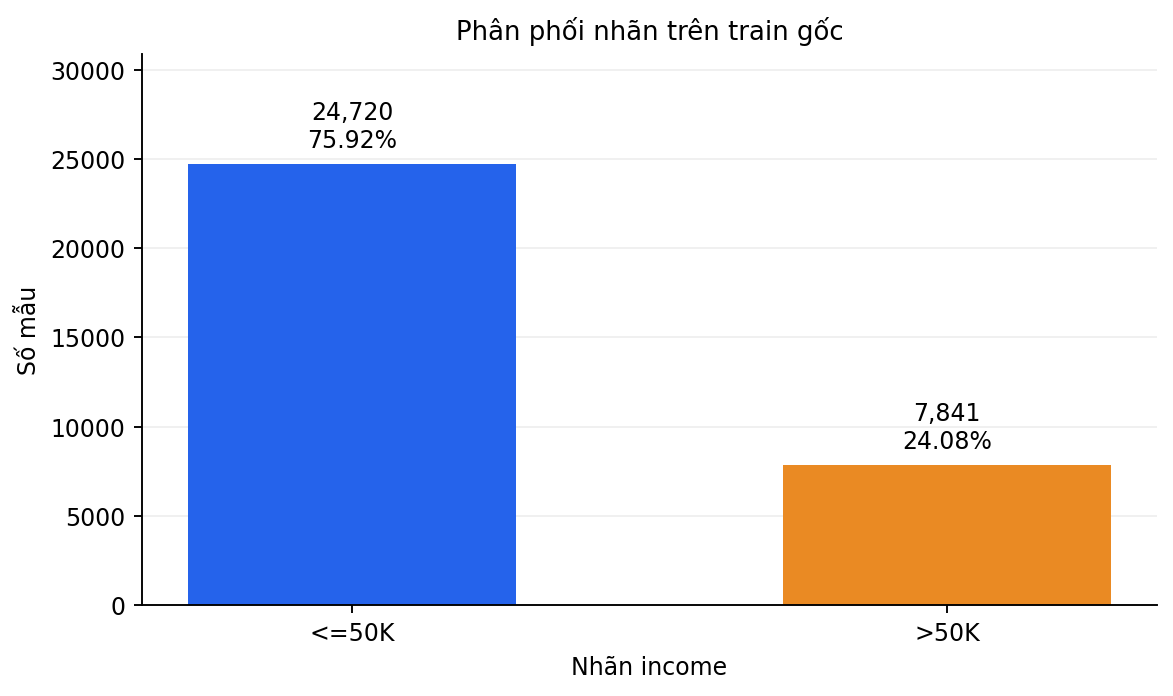 Phân phối nhãn trên train gốc
30000
25000
20000
15000
10000
5000
0
Số mẫu
24,720
75.92%
7,841
24.08%
<=50K
>50K
Nhãn income